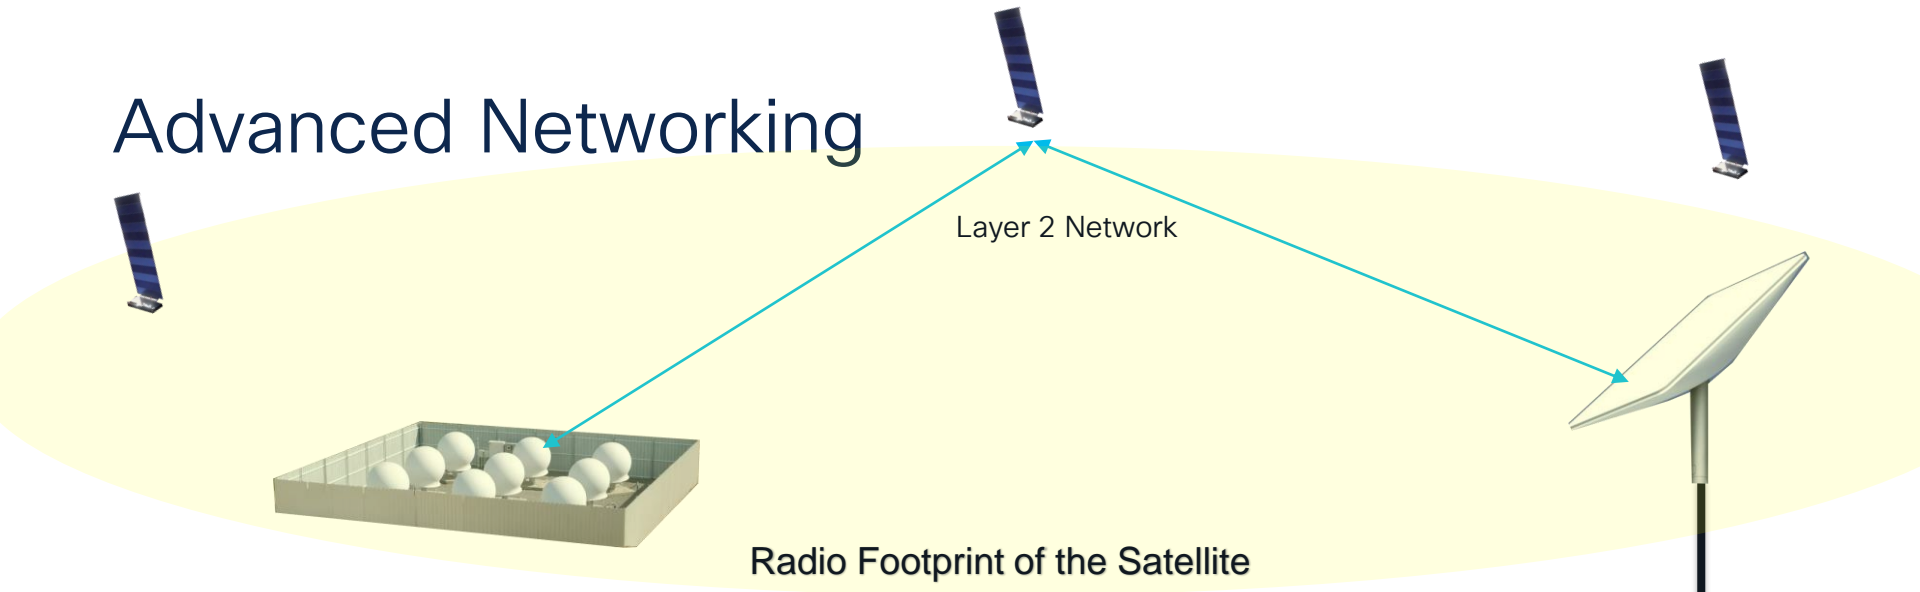 Advanced Networking
Layer 2 Network
Radio Footprint of the Satellite